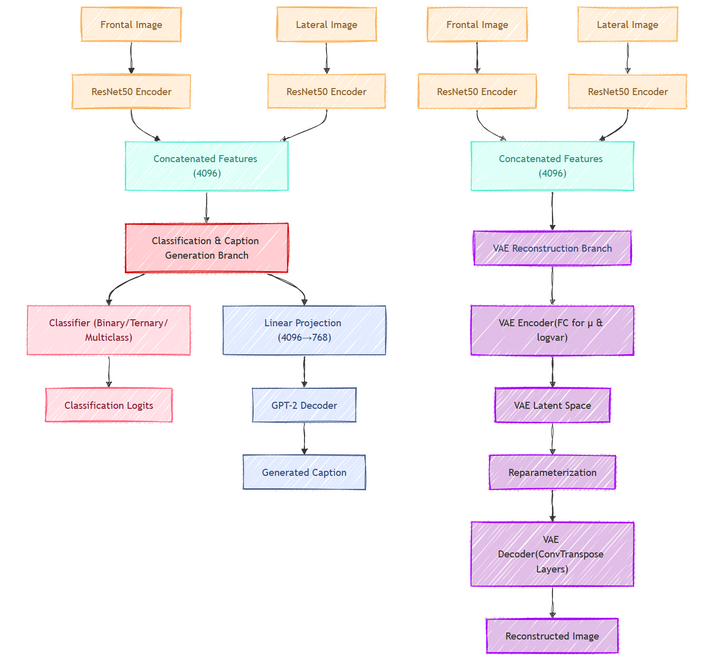 Frontal Image
Lateral Image
Frontal Image
Lateral Image
ResNet50 Encoder
ResNet50 Encoder
ResNet50 Encoder
ResNet50 Encoder
Concatenated Features
(4096)
Concatenated Features
(4096)
Classification & Caption
Generation Branch
VAE Reconstruction Branch
Classifier (Binary/Ternary/
Multiclass)
Linear Projection
(4096→768)
VAE Encoder(FC for μ &
logvar)
Classification Logits
GPT-2 Decoder
VAE Latent Space
Generated Caption
Reparameterization
VAE
Decoder(ConvTranspose
Layers)
Reconstructed Image